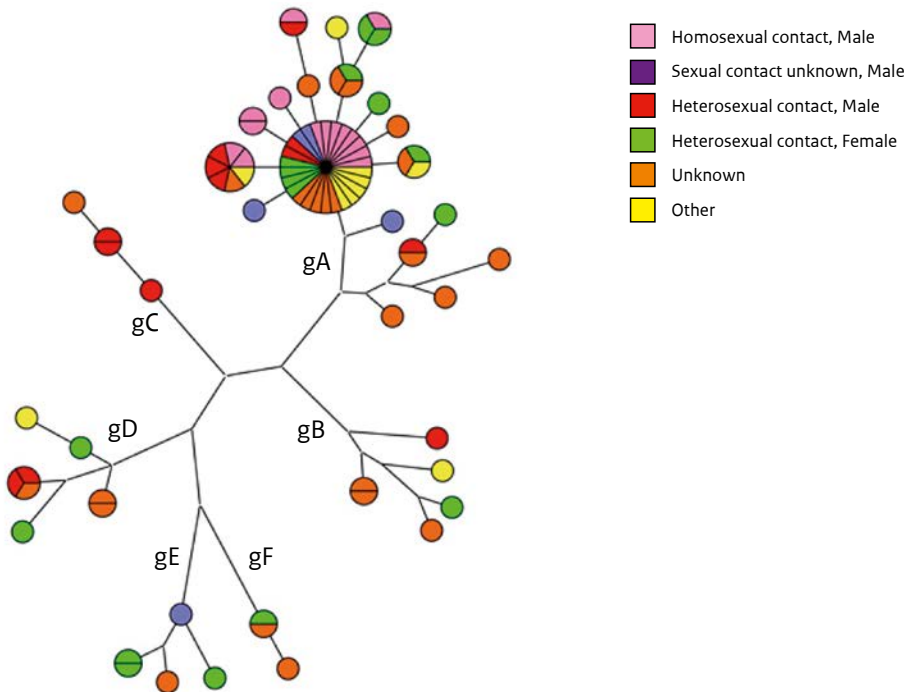 Homosexual contact, Male
Sexual contact unknown, Male
Heterosexual contact, Male
Heterosexual contact, Female
Unknown
Other
gA
gC
gD
gB
gE
gF